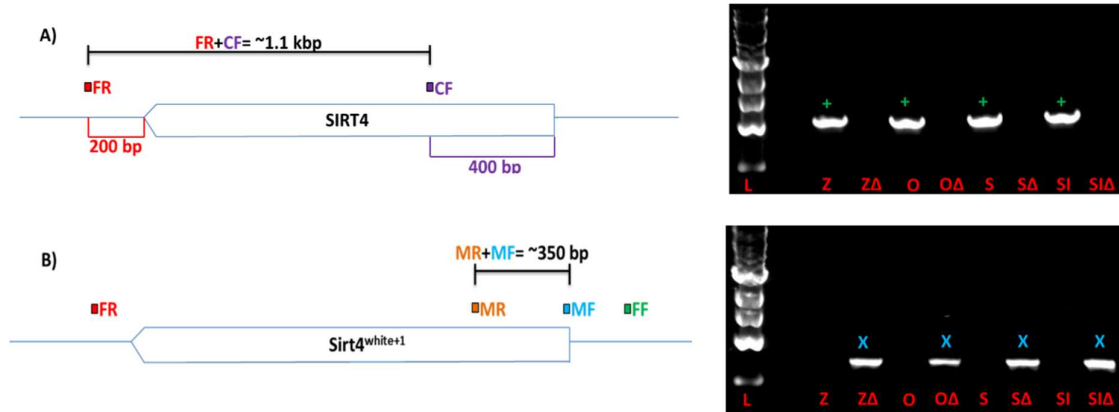 A)
FR+CF= ~1.1 kbp
FR
CF
SIRT4
200 bp
400 bp
+ + + +
L Z ZΔ O OΔ S SΔ SI SIΔ
B)
MR+MF= ~350 bp
FR
MR
MF
FF
Sirt4white+1
X X X X
L Z ZΔ O OΔ S SΔ SI SIΔ